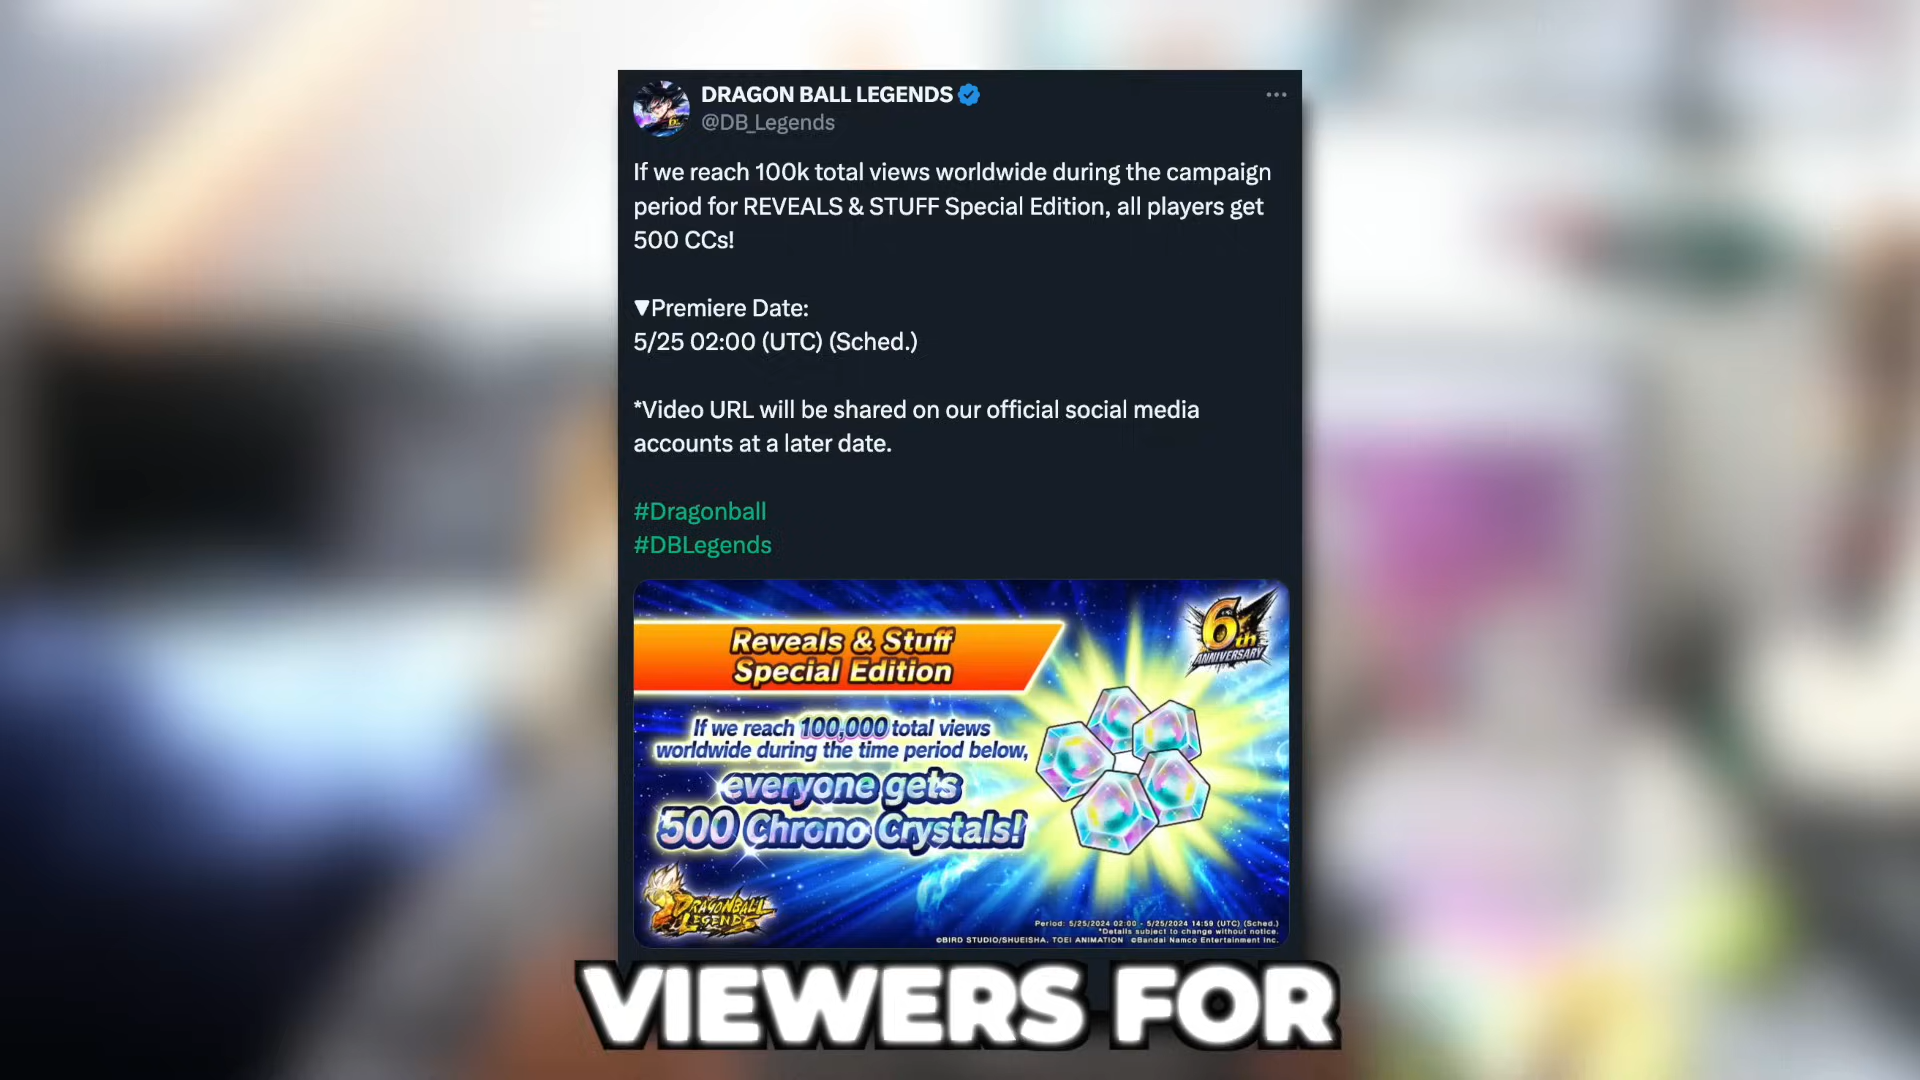 DRAGON BALL LEGENDS
@DB_Legends
If we reach 100k total views worldwide during the campaign
period for REVEALS & STUFF Special Edition, all players get
500 CCs!
▼Premiere Date:
5/25 02:00 (UTC) (Sched.)
*Video URL will be shared on our official social media
accounts at a later date.
#Dragonball
#DBLegends
6th
ANNIVERSARY
Reveals & Stuff
Special Edition
If we reach 100,000 total views
worldwide during the time period below,
everyone gets
500 Chrono Crystals!
DRAGONBALL
LEGENDS
Period: 5/25/2024 02:00 - 5/25/2024 14:59 (UTC) (Sched.)
*Details subject to change without notice.
©BIRD STUDIO/SHUEISHA, TOEI ANIMATION ©Bandai Namco Entertainment Inc.
VIEWERS FOR